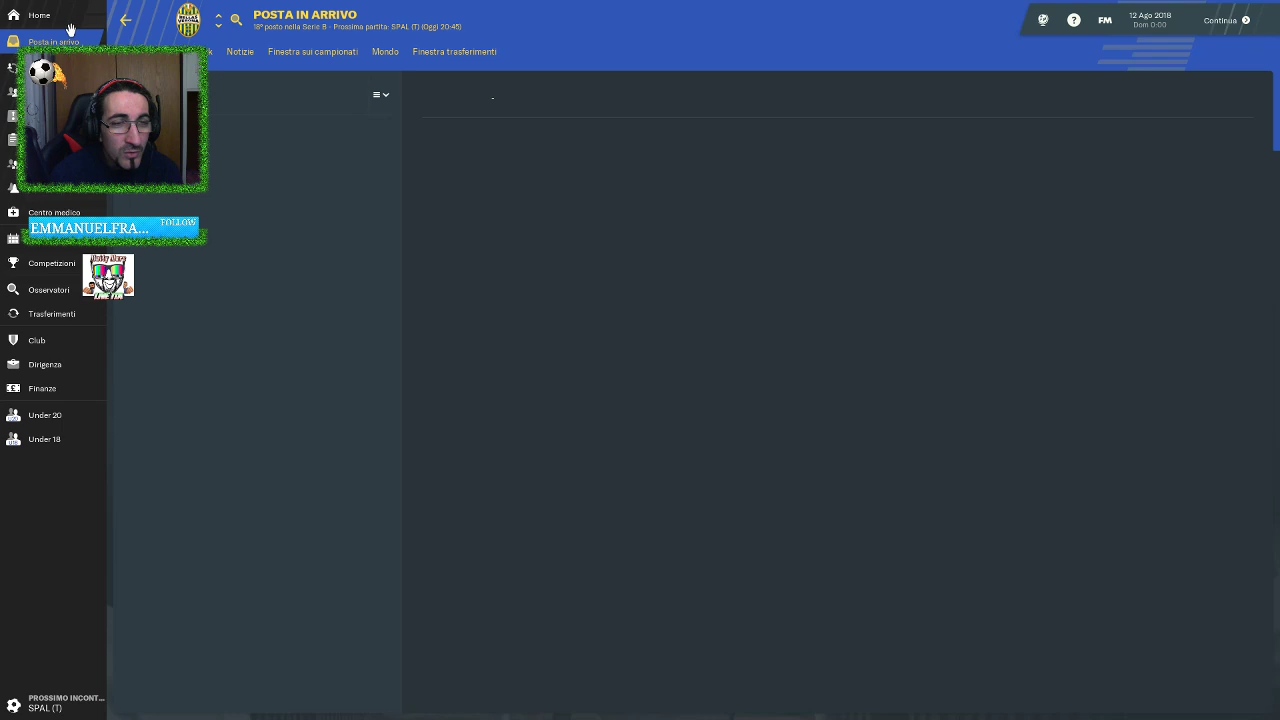 Home
POSTA IN ARRIVO
18° posto nella Serie B - Prossima partita: SPAL (T) (Oggi 20:45)
FM
12 Ago 2018
Dom 0:00
Continua
Posta in arrivo
Notizie
Finestra sui campionati
Mondo
Finestra trasferimenti
Centro medico
FOLLOW
EMMANUELFRA...
Competizioni
Osservatori
Trasferimenti
Club
Dirigenza
Finanze
Under 20
Under 18
PROSSIMO INCONT...
SPAL (T)